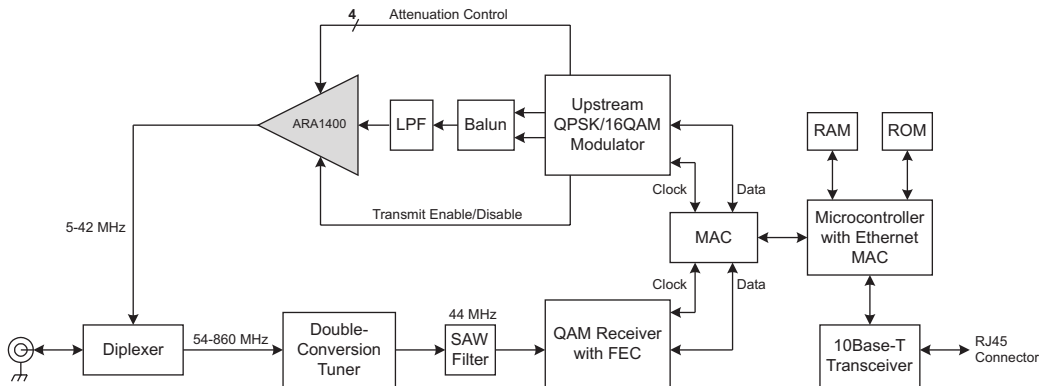 4
Attenuation Control
ARA1400
LPF
Balun
Upstream
QPSK/16QAM
Modulator
RAM
ROM
Transmit Enable/Disable
Clock
Data
5-42 MHz
MAC
Microcontroller
with Ethernet
MAC
Clock
Data
Diplexer
54-860 MHz
Double-
Conversion
Tuner
44 MHz
SAW
Filter
QAM Receiver
with FEC
10Base-T
Transceiver
RJ45
Connector